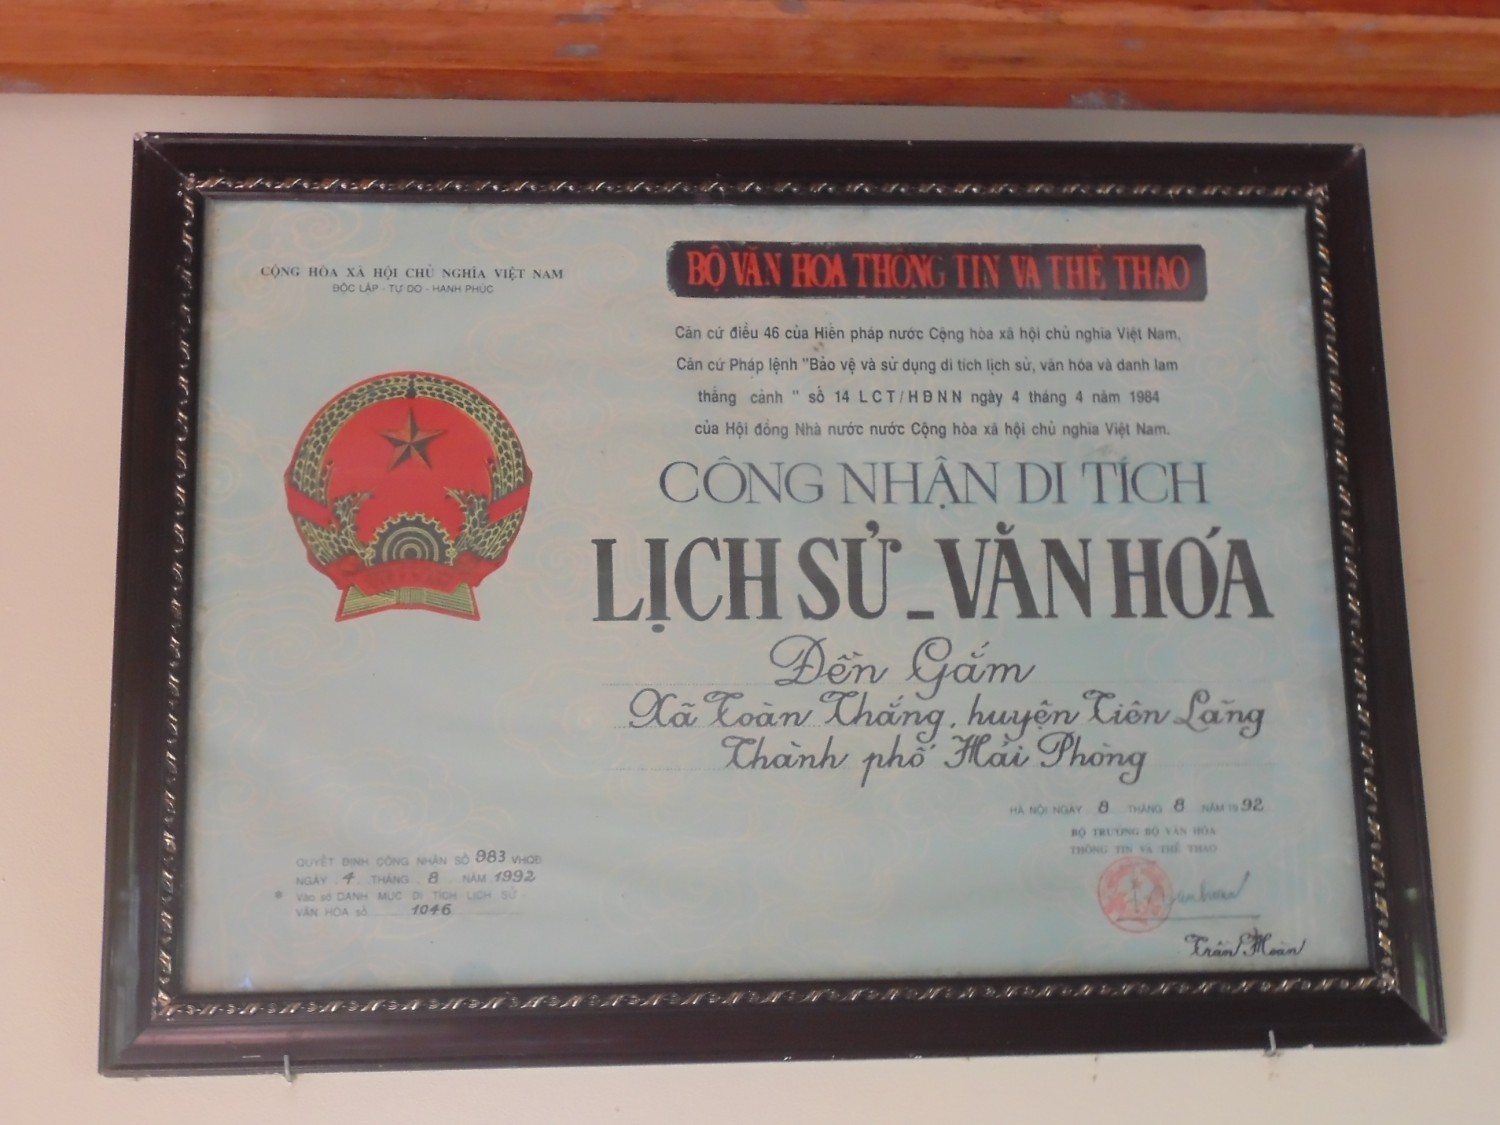 CỘNG HÒA XÃ HỘI CHỦ NGHĨA VIỆT NAM
ĐỘC LẬP - TỰ DO - HẠNH PHÚC
BỘ VĂN HOA THÔNG TIN VA THỂ THAO
Căn cứ điều 46 của Hiến pháp nước Cộng hòa xã hội chủ nghĩa Việt Nam,
Căn cứ Pháp lệnh "Bảo vệ và sử dụng di tích lịch sử, văn hóa và danh lam
thắng cảnh " số 14 LCT/HĐNN ngày 4 tháng 4 năm 1984
của Hội đồng Nhà nước nước Cộng hòa xã hội chủ nghĩa Việt Nam.
CÔNG NHẬN DI TÍCH
LỊCH SỬ _ VĂN HÓA
Đền Gắm
Xã Toàn Thắng, huyện Tiên Lãng
Thành phố Hải Phòng
HÀ NỘI NGÀY 8 THÁNG 8 NĂM 1992
BỘ TRƯỞNG BỘ VĂN HÓA
THÔNG TIN VÀ THỂ THAO
Trần Hoàn
QUYẾT ĐỊNH CÔNG NHẬN SỐ 983 VHQĐ
NGÀY 4 THÁNG 8 NĂM 1992
* Vào sổ DANH MỤC DI TÍCH LỊCH SỬ
VĂN HÓA số 1046